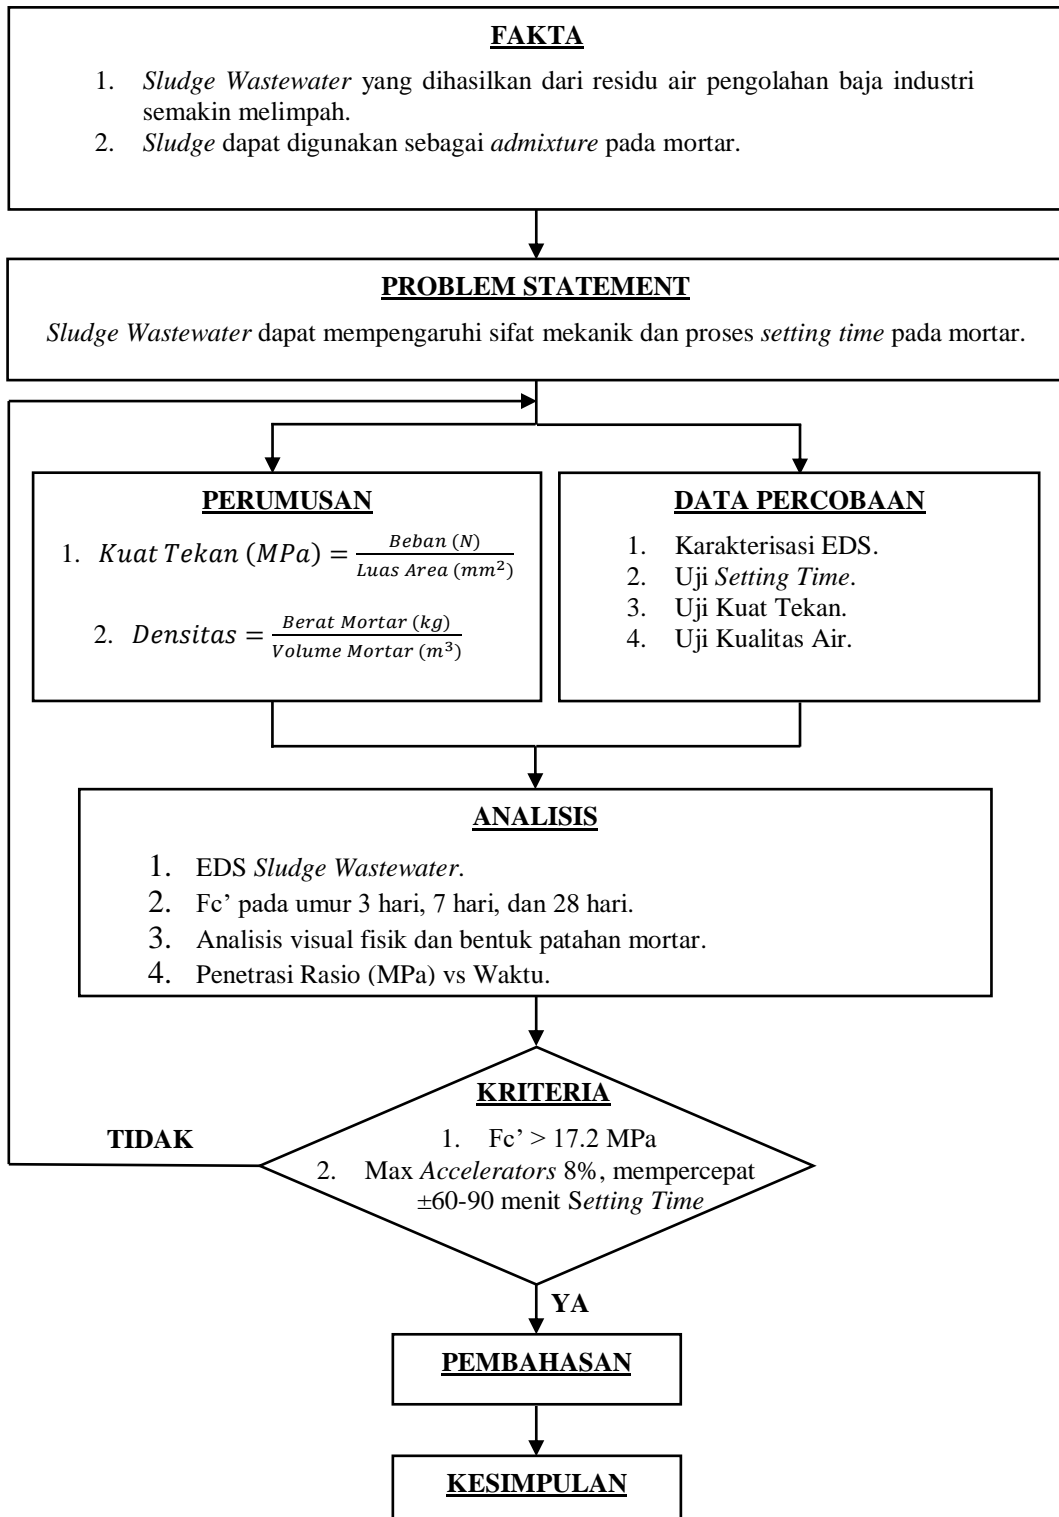 FAKTA
1. Sludge Wastewater yang dihasilkan dari residu air pengolahan baja industri
semakin melimpah.
2. Sludge dapat digunakan sebagai admixture pada mortar.
PROBLEM STATEMENT
Sludge Wastewater dapat mempengaruhi sifat mekanik dan proses setting time pada mortar.
PERUMUSAN
1. Kuat Tekan (MPa) = Beban (N) / Luas Area (mm²)
2. Densitas = Berat Mortar (kg) / Volume Mortar (m³)
DATA PERCOBAAN
1. Karakterisasi EDS.
2. Uji Setting Time.
3. Uji Kuat Tekan.
4. Uji Kualitas Air.
ANALISIS
1. EDS Sludge Wastewater.
2. Fc’ pada umur 3 hari, 7 hari, dan 28 hari.
3. Analisis visual fisik dan bentuk patahan mortar.
4. Penetrasi Rasio (MPa) vs Waktu.
KRITERIA
1. Fc’ > 17.2 MPa
2. Max Accelerators 8%, mempercepat
±60-90 menit Setting Time
TIDAK
YA
PEMBAHASAN
KESIMPULAN